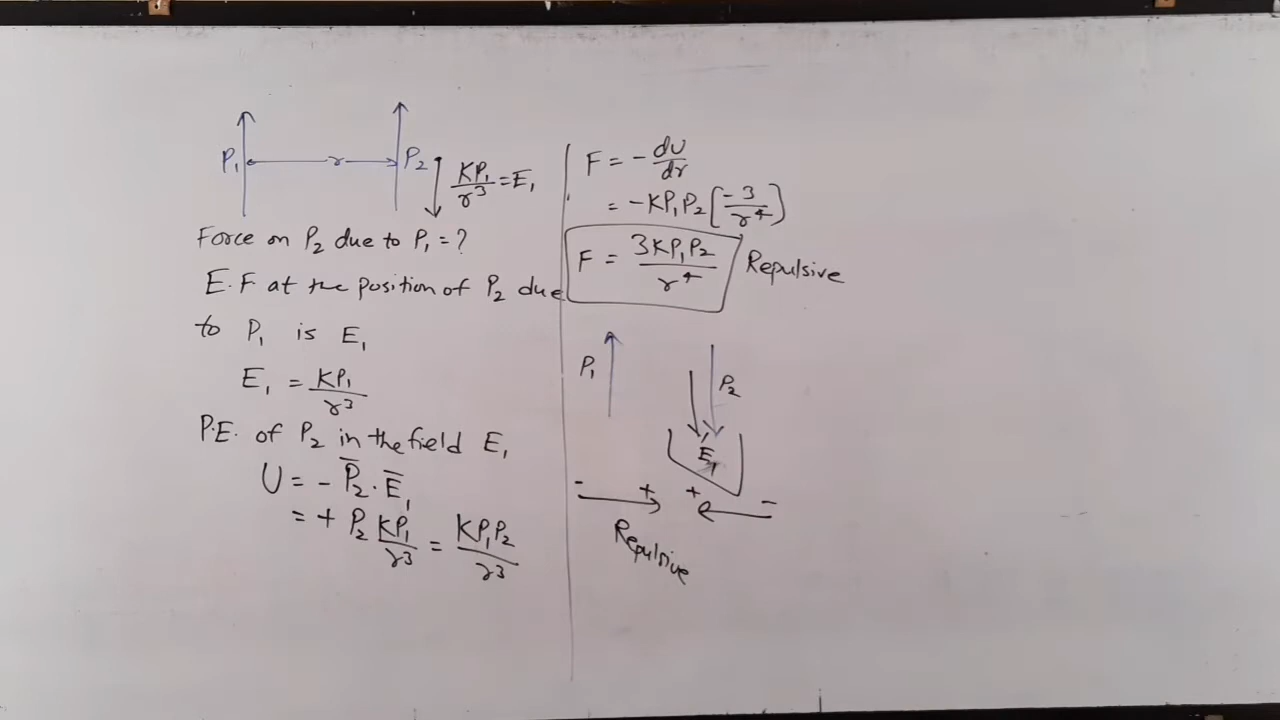 P₁ r P₂ KP₁/r³ = E₁
Force on P₂ due to P₁ = ?
E.F at the position of P₂ due
to P₁ is E₁
E₁ = KP₁/r³
P.E. of P₂ in the field E₁
U = - P̄₂ . Ē₁
= + P₂ KP₁/r³ = KP₁P₂/r³
F = - dU/dr
= - KP₁P₂ [-3/r⁴]
F = 3KP₁P₂/r⁴ Repulsive
P₁ P₂
E₁
- + + -
Repulsive